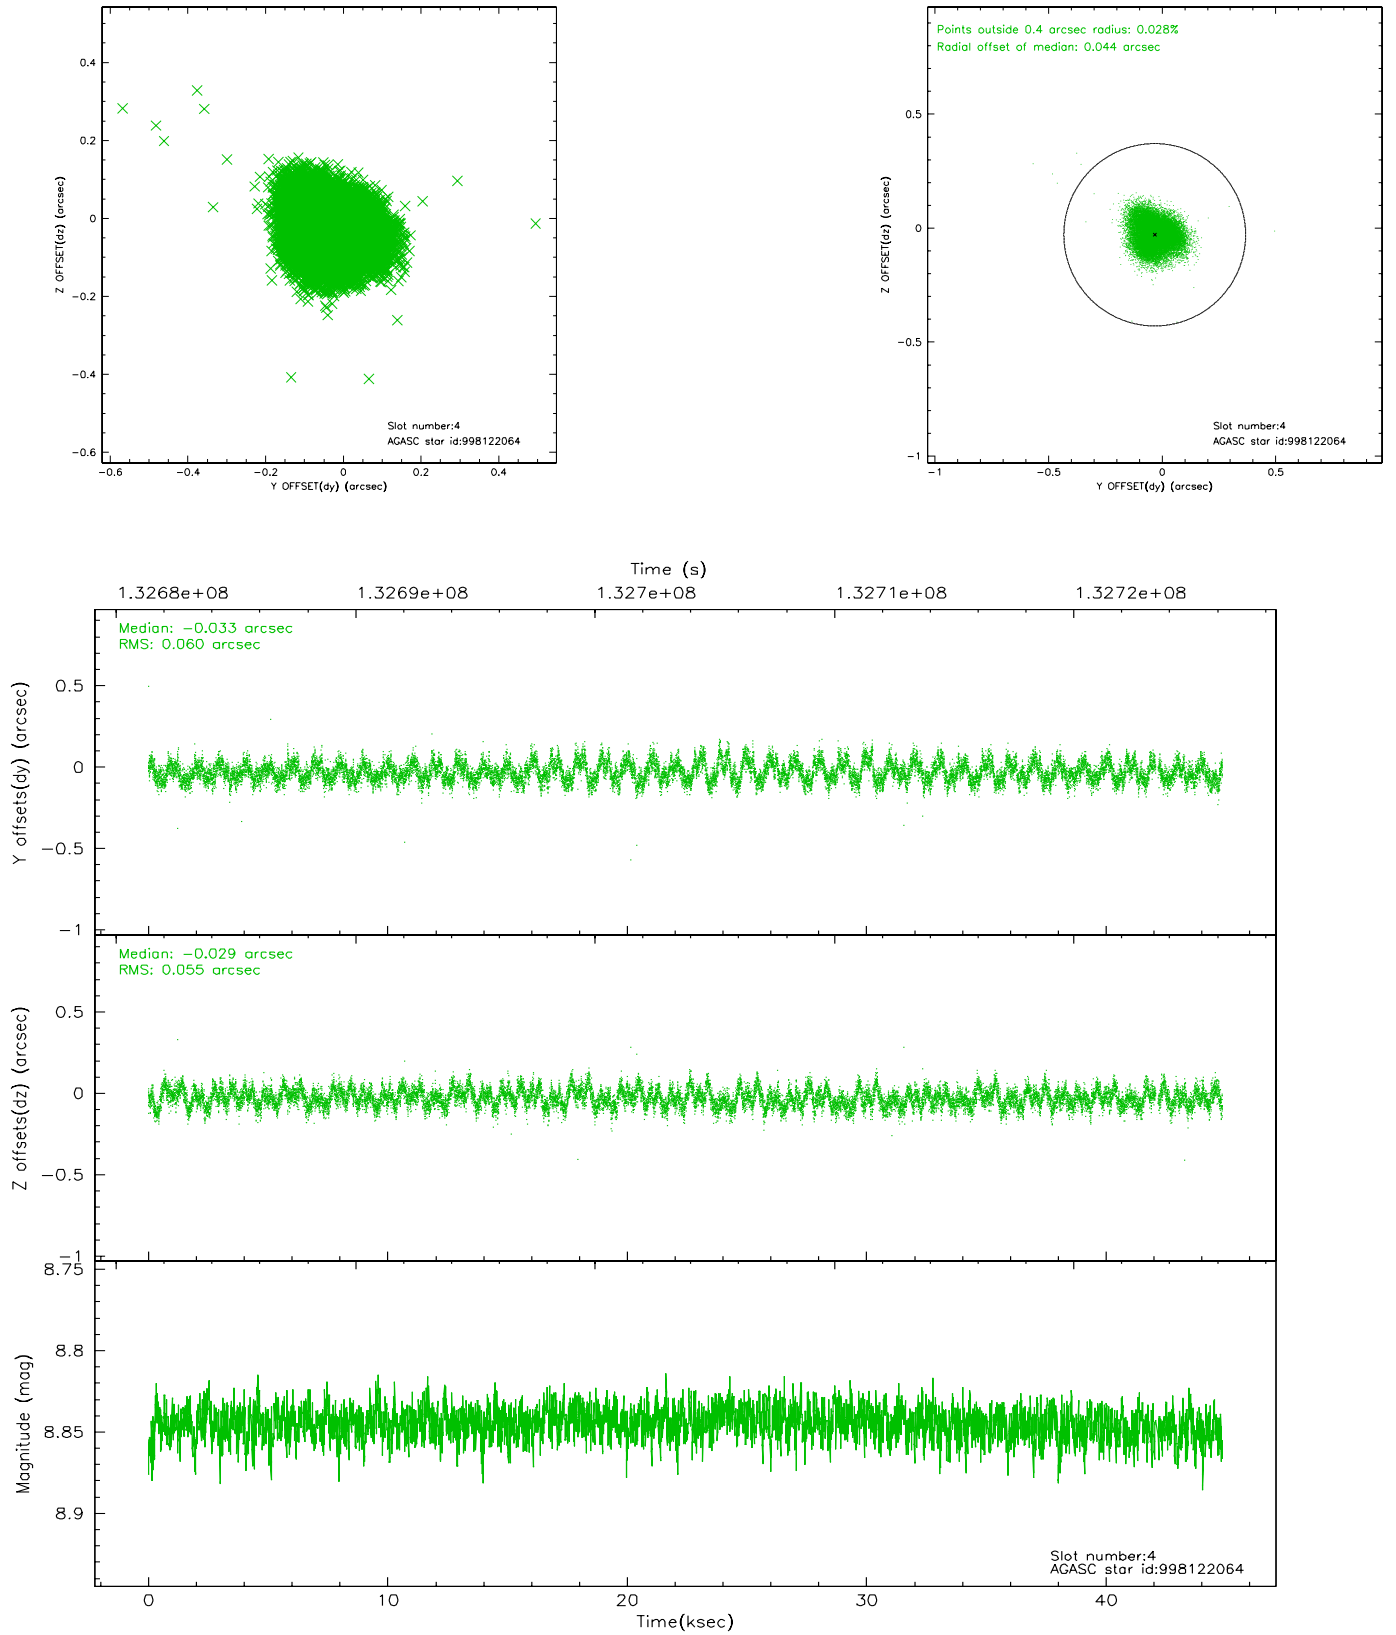 0.4
0.2
0
−0.2
−0.4
−0.6
Z OFFSET(dz) (arcsec)
−0.6 −0.4 −0.2 0 0.2 0.4
Y OFFSET(dy) (arcsec)
Slot number:4
AGASC star id:998122064
Points outside 0.4 arcsec radius: 0.028%
Radial offset of median: 0.044 arcsec
0.5
0
−0.5
−1
Z OFFSET(dz) (arcsec)
−1 −0.5 0 0.5
Y OFFSET(dy) (arcsec)
Slot number:4
AGASC star id:998122064
Time (s)
1.3268e+08 1.3269e+08 1.327e+08 1.3271e+08 1.3272e+08
Median: −0.033 arcsec
RMS: 0.060 arcsec
0.5
0
−0.5
−1
Y offsets(dy) (arcsec)
Median: −0.029 arcsec
RMS: 0.055 arcsec
0.5
0
−0.5
−1
Z offsets(dz) (arcsec)
8.75
8.8
8.85
8.9
Magnitude (mag)
Slot number:4
AGASC star id:998122064
0 10 20 30 40
Time(ksec)